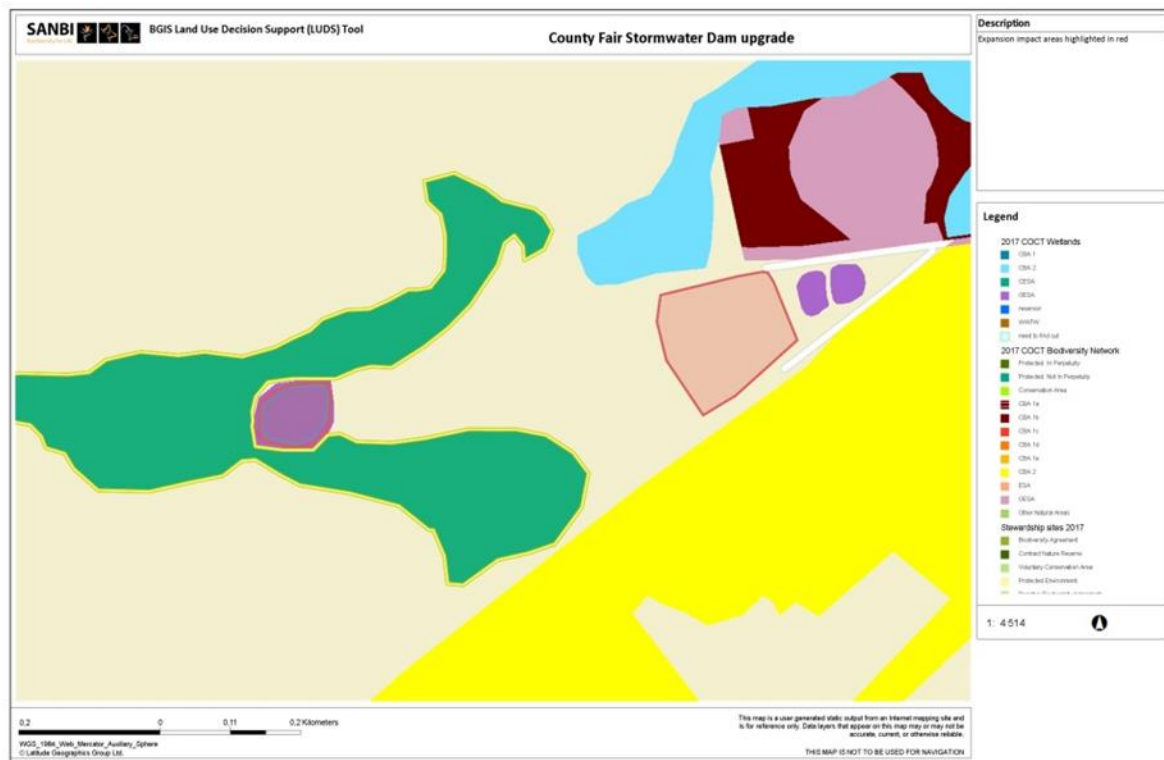 SANBI
BGIS Land Use Decision Support (LUDS) Tool
County Fair Stormwater Dam upgrade
Description
Expansion impact areas highlighted in red
Legend
2017 COCT Wetlands
CBA 1
CBA 2
CESA
OESA
reservoir
WWTW
need to find out
2017 COCT Biodiversity Network
Protected: In Perpetuity
Protected: Not In Perpetuity
Conservation Area
CBA 1a
CBA 1b
CBA 1c
CBA 1d
CBA 1e
CBA 2
ESA
OESA
Other Natural Areas
Stewardship sites 2017
Biodiversity Agreement
Contract Nature Reserve
Voluntary Conservation Area
Protected Environment
1: 4 514
0,2 0 0,11 0,2 Kilometers
WGS_1984_Web_Mercator_Auxiliary_Sphere
© Latitude Geographics Group Ltd.
This map is a user generated static output from an Internet mapping site and
is for reference only. Data layers that appear on this map may or may not be
accurate, current, or otherwise reliable.
THIS MAP IS NOT TO BE USED FOR NAVIGATION